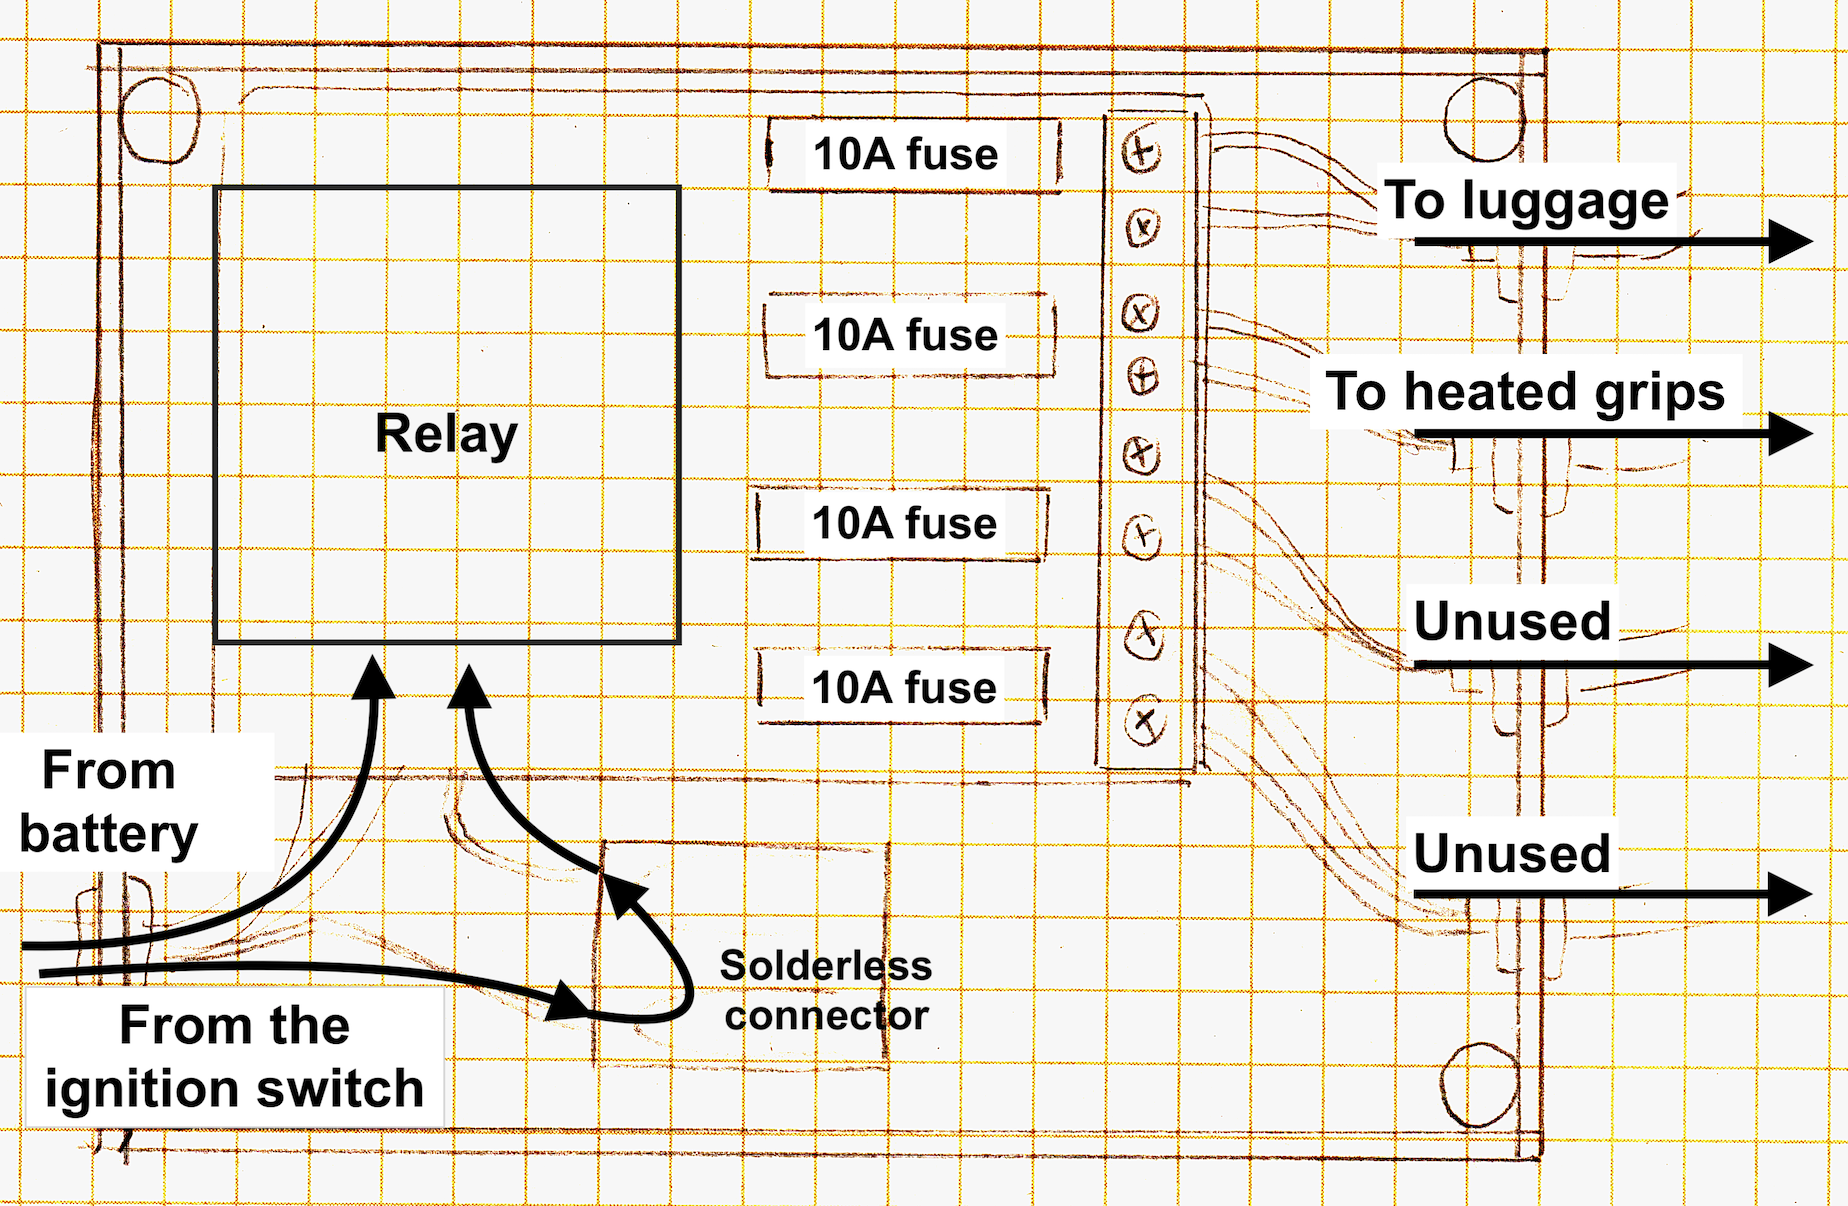 10A fuse
To luggage
10A fuse
To heated grips
Relay
10A fuse
Unused
10A fuse
From
battery
Unused
Solderless
connector
From the
ignition switch